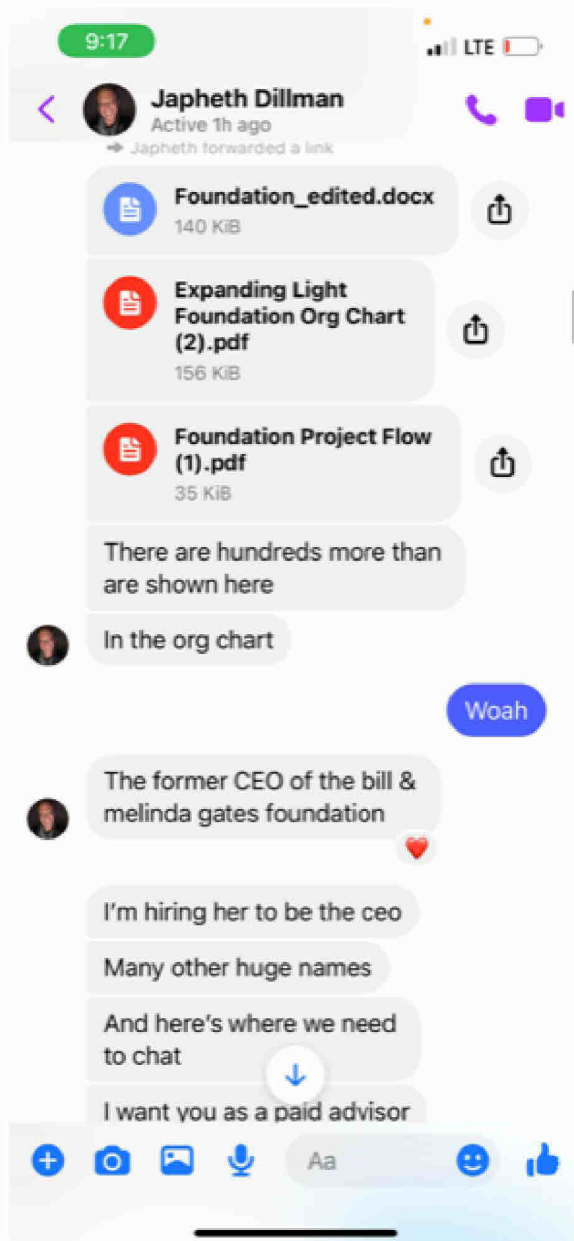 9:17
LTE
Japheth Dillman
Active 1h ago
Japheth forwarded a link
Foundation_edited.docx
140 KiB
Expanding Light
Foundation Org Chart
(2).pdf
156 KiB
Foundation Project Flow
(1).pdf
35 KiB
There are hundreds more than
are shown here
In the org chart
Woah
The former CEO of the bill &
melinda gates foundation
I'm hiring her to be the ceo
Many other huge names
And here's where we need
to chat
I want you as a paid advisor
Aa